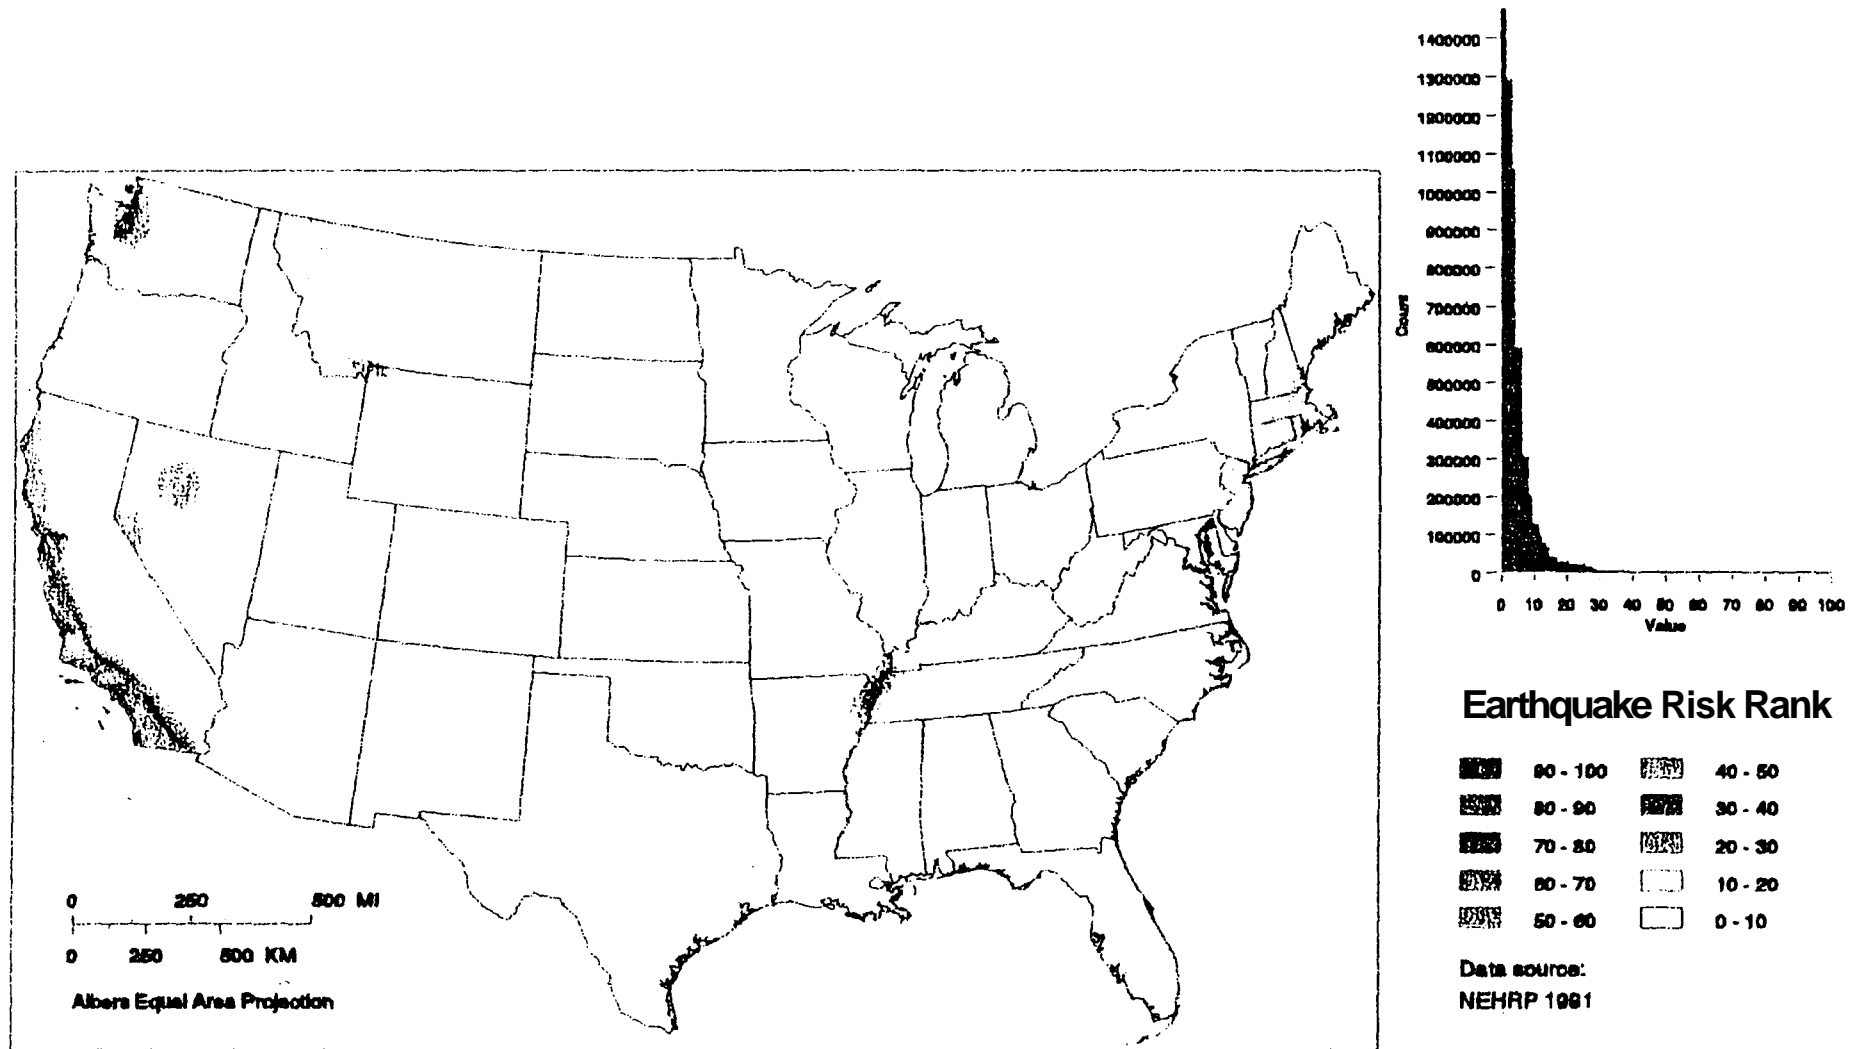 1400000
1300000
1200000
1100000
1000000
900000
800000
700000
600000
500000
400000
300000
200000
100000
0
Count
0 10 20 30 40 50 60 70 80 90 100
Value
Earthquake Risk Rank
90 - 100 40 - 50
80 - 90 30 - 40
70 - 80 20 - 30
60 - 70 10 - 20
50 - 60 0 - 10
Data source:
NEHRP 1991
0 250 500 MI
0 250 500 KM
Albers Equal Area Projection